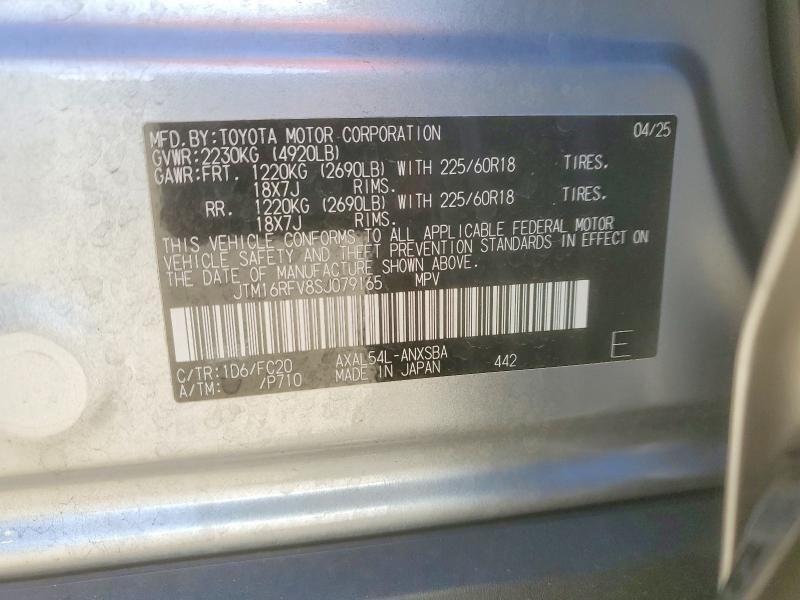 MFD.BY:TOYOTA MOTOR CORPORATION 04/25
GVWR:2230KG (4920LB)
GAWR:FRT. 1220KG (2690LB) WITH 225/60R18 TIRES.
18X7J RIMS.
RR. 1220KG (2690LB) WITH 225/60R18 TIRES.
18X7J RIMS.
THIS VEHICLE CONFORMS TO ALL APPLICABLE FEDERAL MOTOR
VEHICLE SAFETY AND THEFT PREVENTION STANDARDS IN EFFECT ON
THE DATE OF MANUFACTURE SHOWN ABOVE.
JTM16RFV8SJ079165 MPV
C/TR:1D6/FC20 AXAL54L-ANXSBA 442 E
A/TM: /P710 MADE IN JAPAN